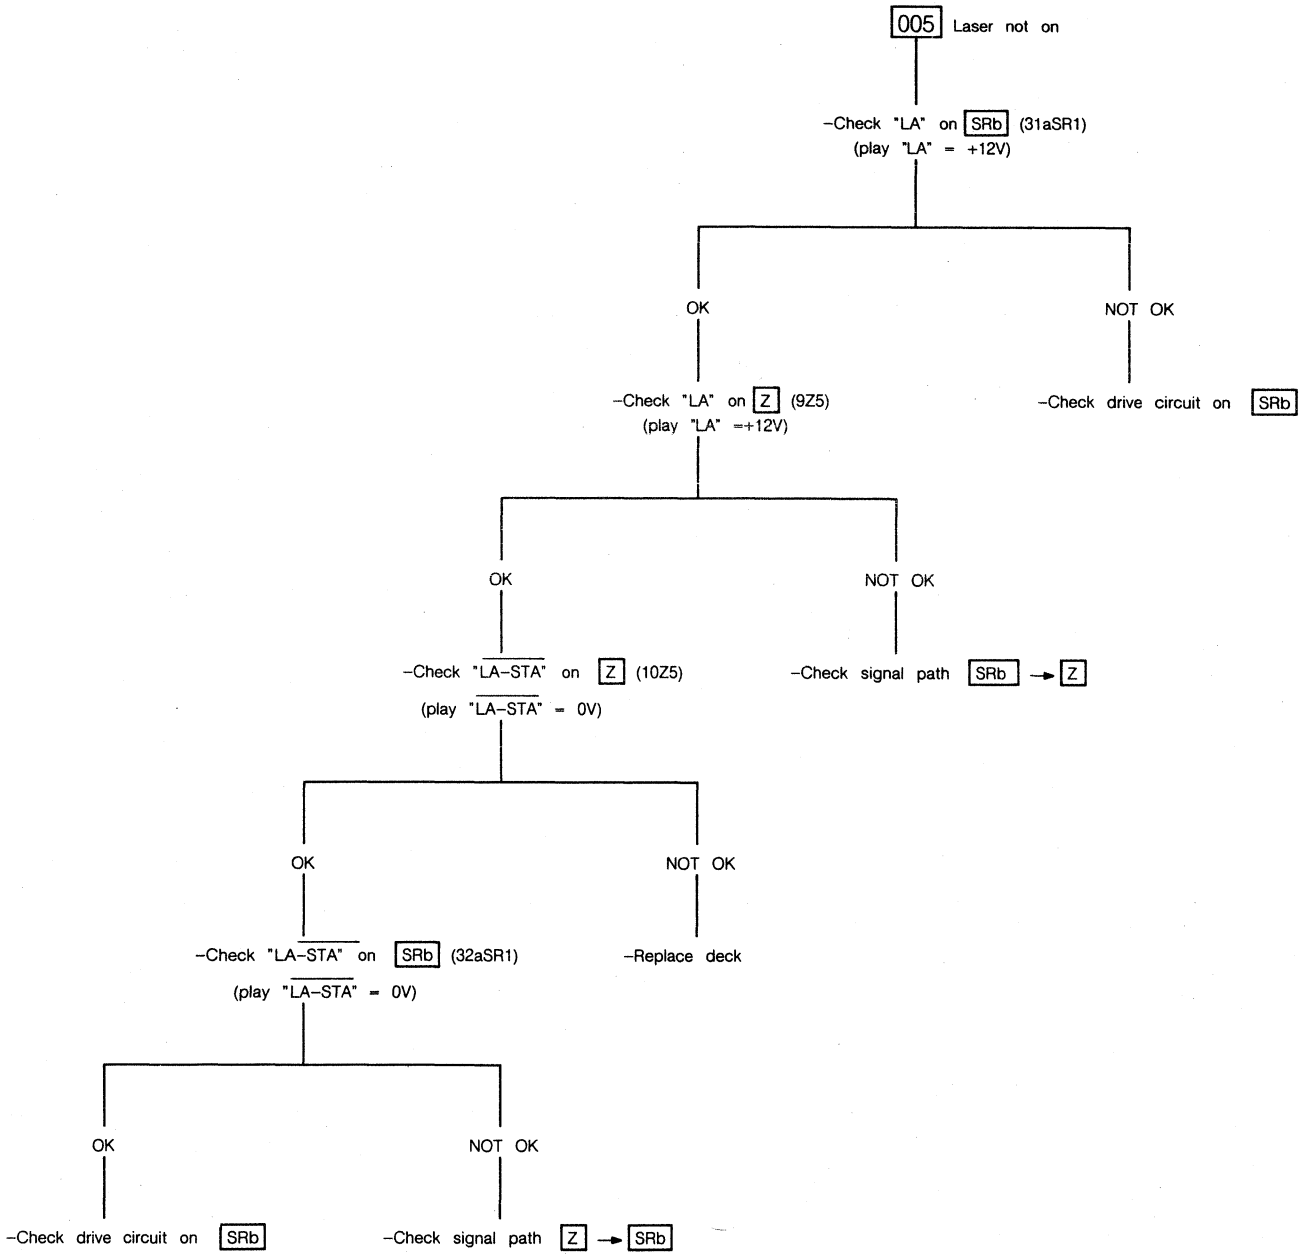 005 Laser not on
-Check "LA" on SRb (31aSR1)
(play "LA" = +12V)
OK
NOT OK
-Check "LA" on Z (9Z5)
(play "LA" =+12V)
-Check drive circuit on SRb
OK
NOT OK
-Check "LA-STA" on Z (10Z5)
(play "LA-STA" = 0V)
-Check signal path SRb → Z
OK
NOT OK
-Check "LA-STA" on SRb (32aSR1)
(play "LA-STA" = 0V)
-Replace deck
OK
NOT OK
-Check drive circuit on SRb
-Check signal path Z → SRb